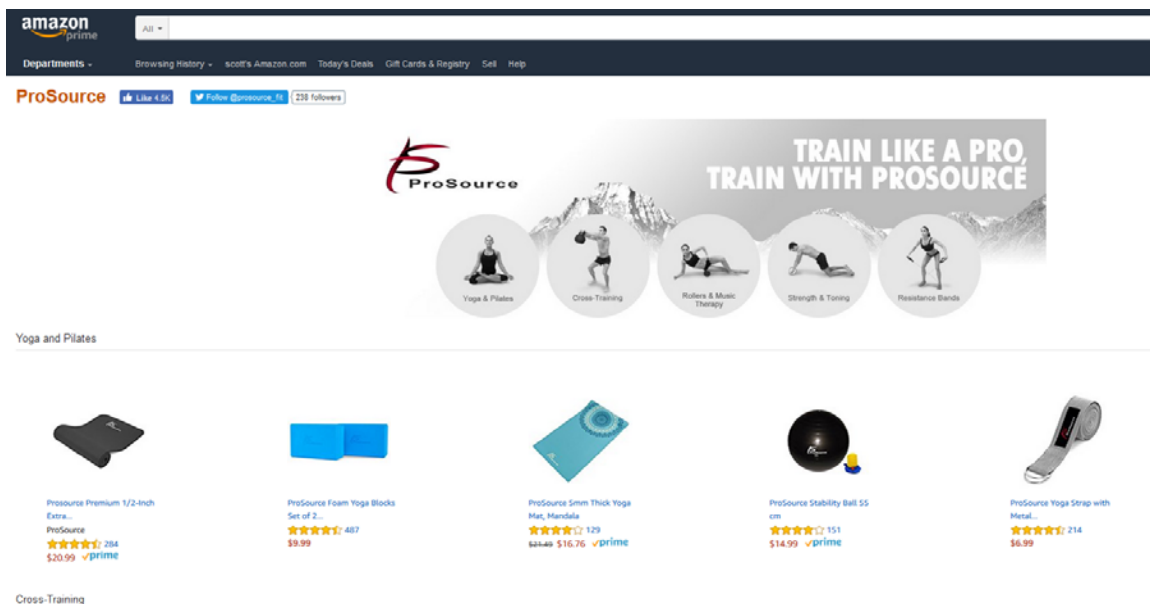 amazon
prime
All
Departments
Browsing History scott's Amazon.com Today's Deals Gift Cards & Registry Sell Help
ProSource
Like 4.5K
Follow @prosource_fit
238 followers
ProSource
TRAIN LIKE A PRO,
TRAIN WITH PROSOURCE
Yoga & Pilates
Cross-Training
Rollers & Music
Therapy
Strength & Toning
Resistance Bands
Yoga and Pilates
Prosource Premium 1/2-Inch
Extra...
ProSource
284
$20.99 prime
ProSource Foam Yoga Blocks
Set of 2...
487
$9.99
ProSource 5mm Thick Yoga
Mat, Mandala
129
$21.49 $16.76 prime
ProSource Stability Ball 55
cm
151
$14.99 prime
ProSource Yoga Strap with
Metal...
214
$6.99
Cross-Training